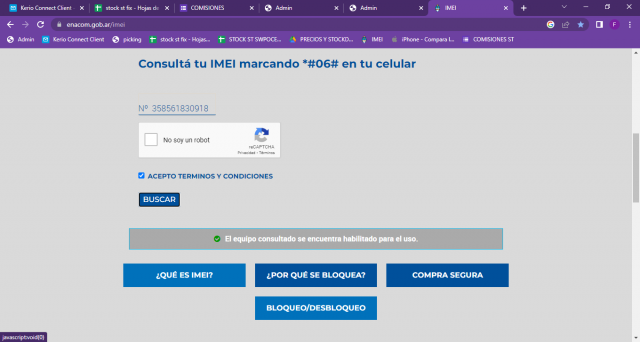 Kerio Connect Client
stock st fix - Hojas de
COMISIONES
Admin
Admin
IMEI
enacom.gob.ar/imei
Admin
Kerio Connect Client
picking
stock st fix - Hojas...
STOCK ST SWPOCE...
PRECIOS Y STOCKD...
IMEI
iPhone - Compara l...
COMISIONES ST
Consultá tu IMEI marcando *#06# en tu celular
Nº 358561830918
No soy un robot
reCAPTCHA
Privacidad - Términos
ACEPTO TERMINOS Y CONDICIONES
BUSCAR
El equipo consultado se encuentra habilitado para el uso.
¿QUÉ ES IMEI?
¿POR QUÉ SE BLOQUEA?
COMPRA SEGURA
BLOQUEO/DESBLOQUEO
javascript:void(0)